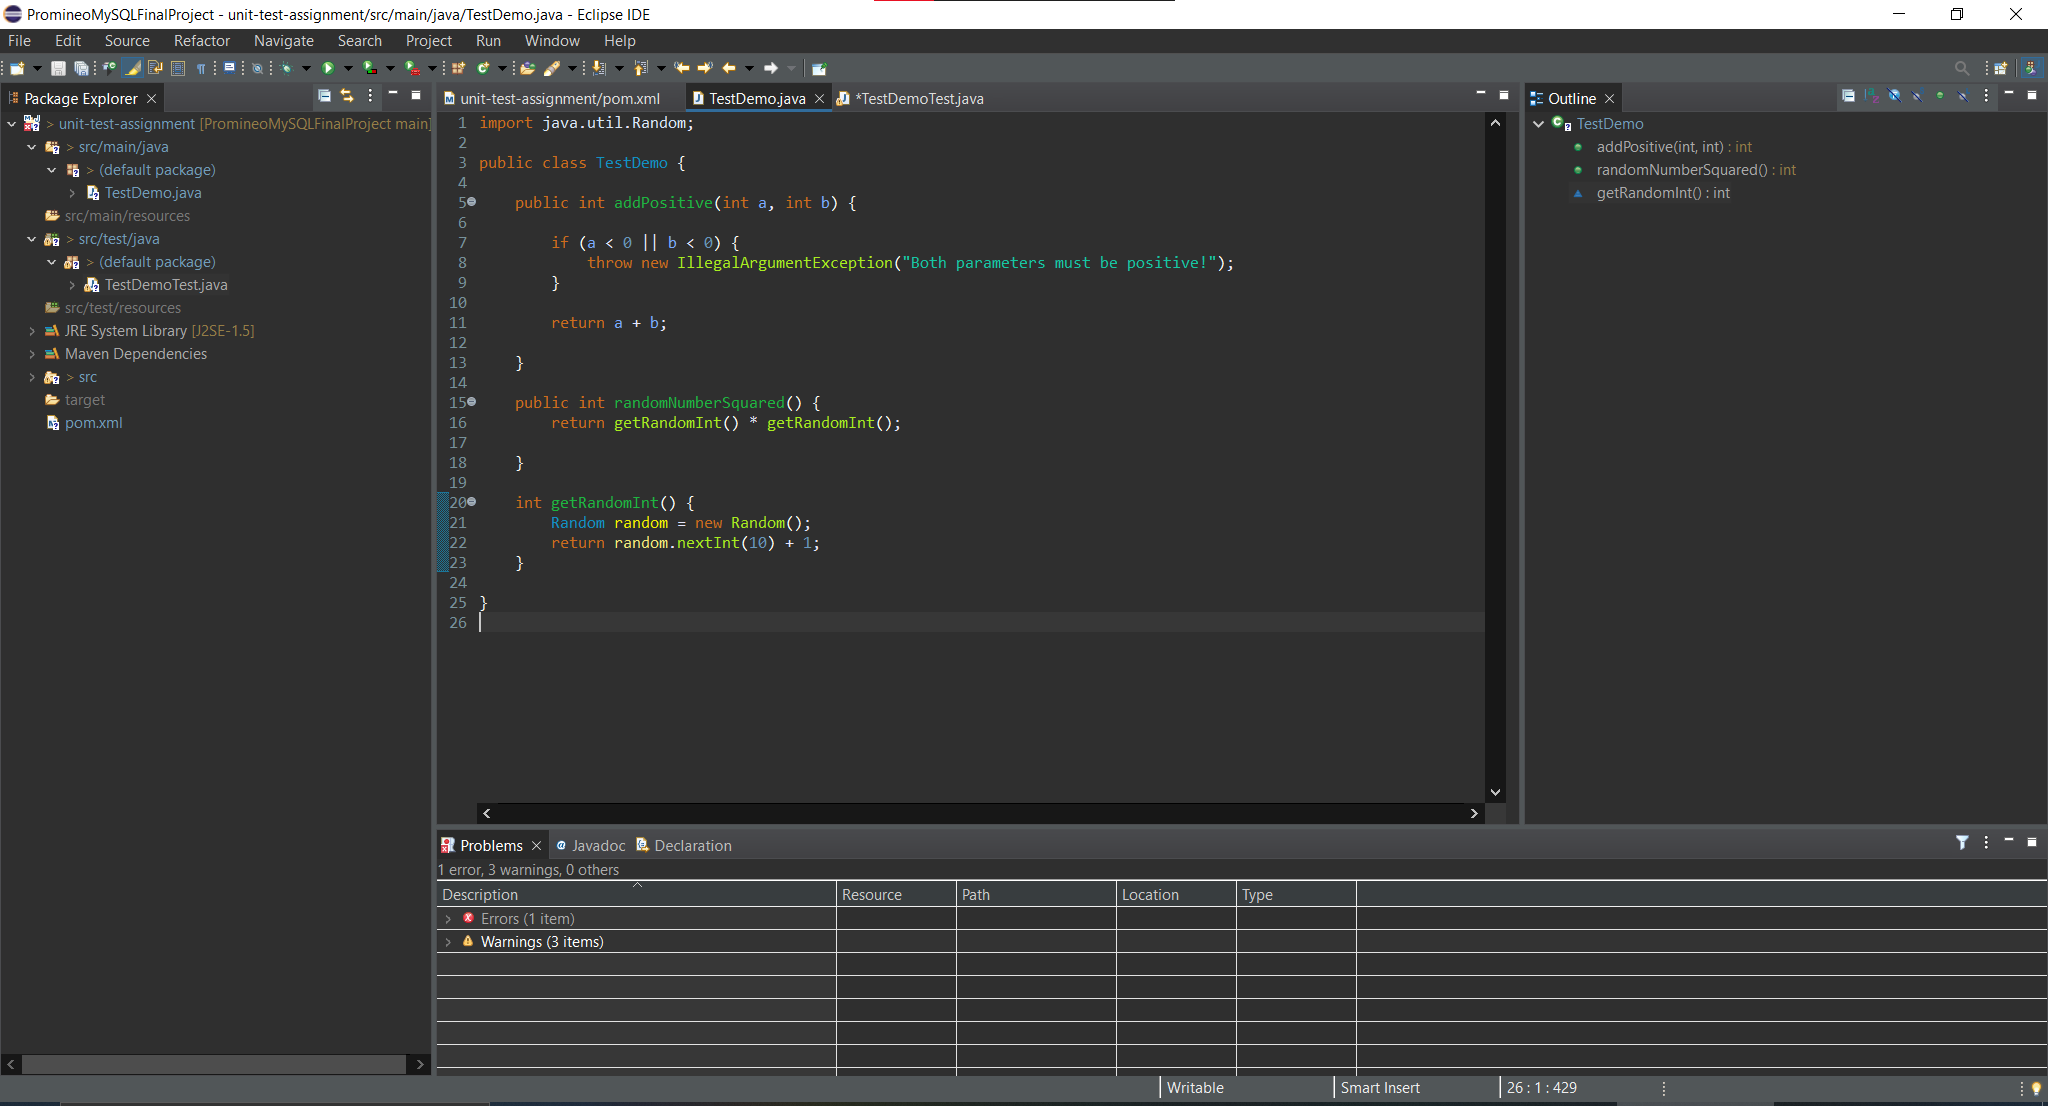 PromineoMySQLFinalProject - unit-test-assignment/src/main/java/TestDemo.java - Eclipse IDE
File Edit Source Refactor Navigate Search Project Run Window Help
Package Explorer
> unit-test-assignment [PromineoMySQLFinalProject main]
> src/main/java
> (default package)
TestDemo.java
src/main/resources
> src/test/java
> (default package)
TestDemoTest.java
src/test/resources
JRE System Library [J2SE-1.5]
Maven Dependencies
> src
target
pom.xml
unit-test-assignment/pom.xml TestDemo.java *TestDemoTest.java
1 import java.util.Random;
2
3 public class TestDemo {
4
5 public int addPositive(int a, int b) {
6
7 if (a < 0 || b < 0) {
8 throw new IllegalArgumentException("Both parameters must be positive!");
9 }
10
11 return a + b;
12
13 }
14
15 public int randomNumberSquared() {
16 return getRandomInt() * getRandomInt();
17
18 }
19
20 int getRandomInt() {
21 Random random = new Random();
22 return random.nextInt(10) + 1;
23 }
24
25 }
26
Outline
TestDemo
addPositive(int, int) : int
randomNumberSquared() : int
getRandomInt() : int
Problems Javadoc Declaration
1 error, 3 warnings, 0 others
Description Resource Path Location Type
Errors (1 item)
Warnings (3 items)
Writable Smart Insert 26 : 1 : 429